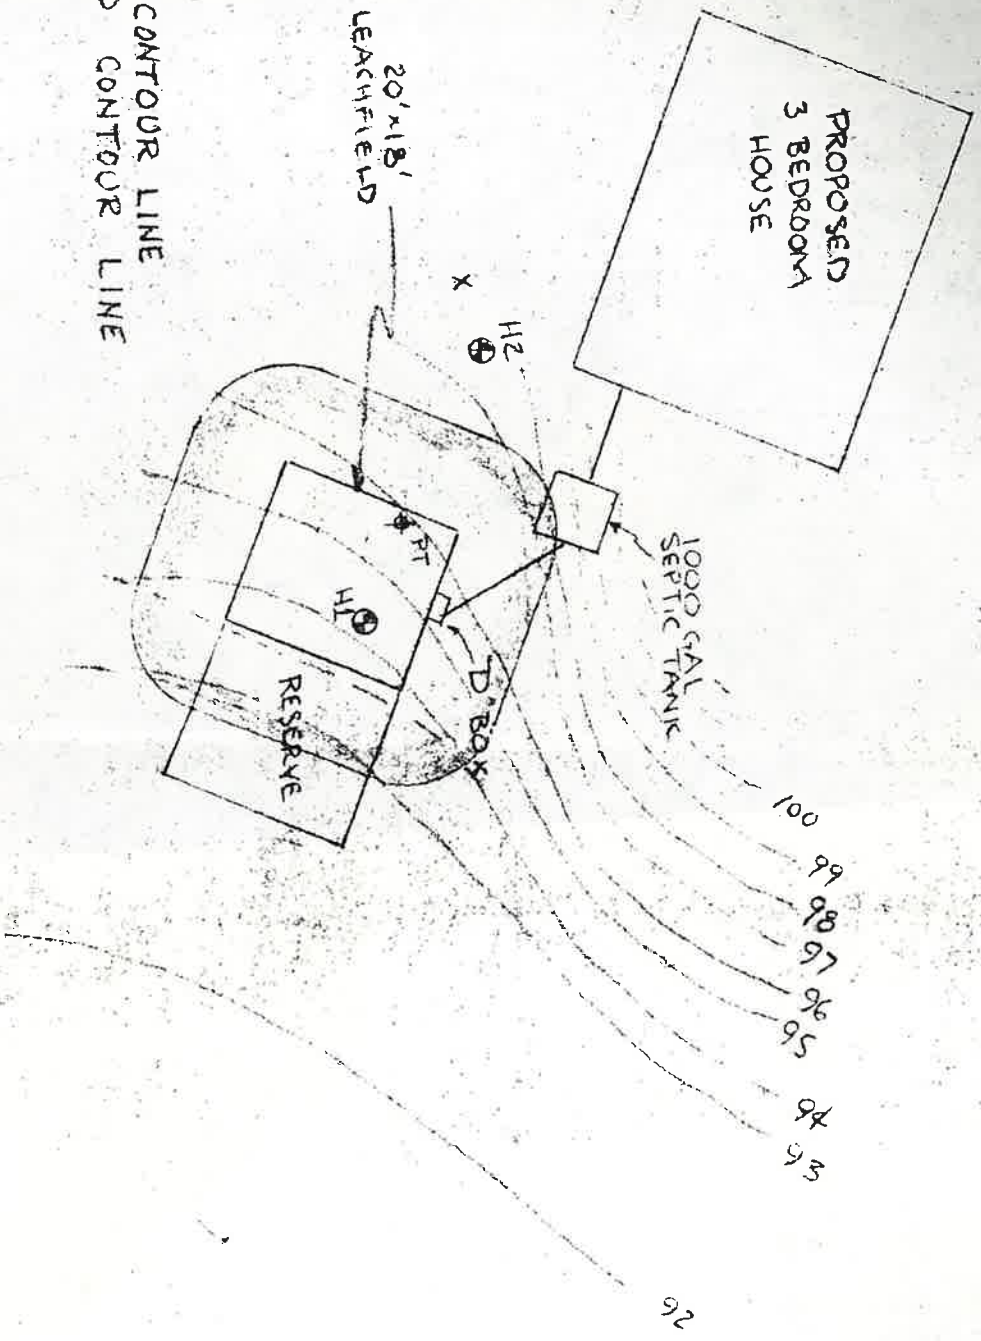 PROPOSED
3 BEDROOM
HOUSE
20'x18'
LEACHFIELD
CONTOUR LINE
CONTOUR LINE
X
H2
1000 GAL
SEPTIC TANK
PT
H1
"D" BOX
RESERVE
100
99
98
97
96
95
94
93
92